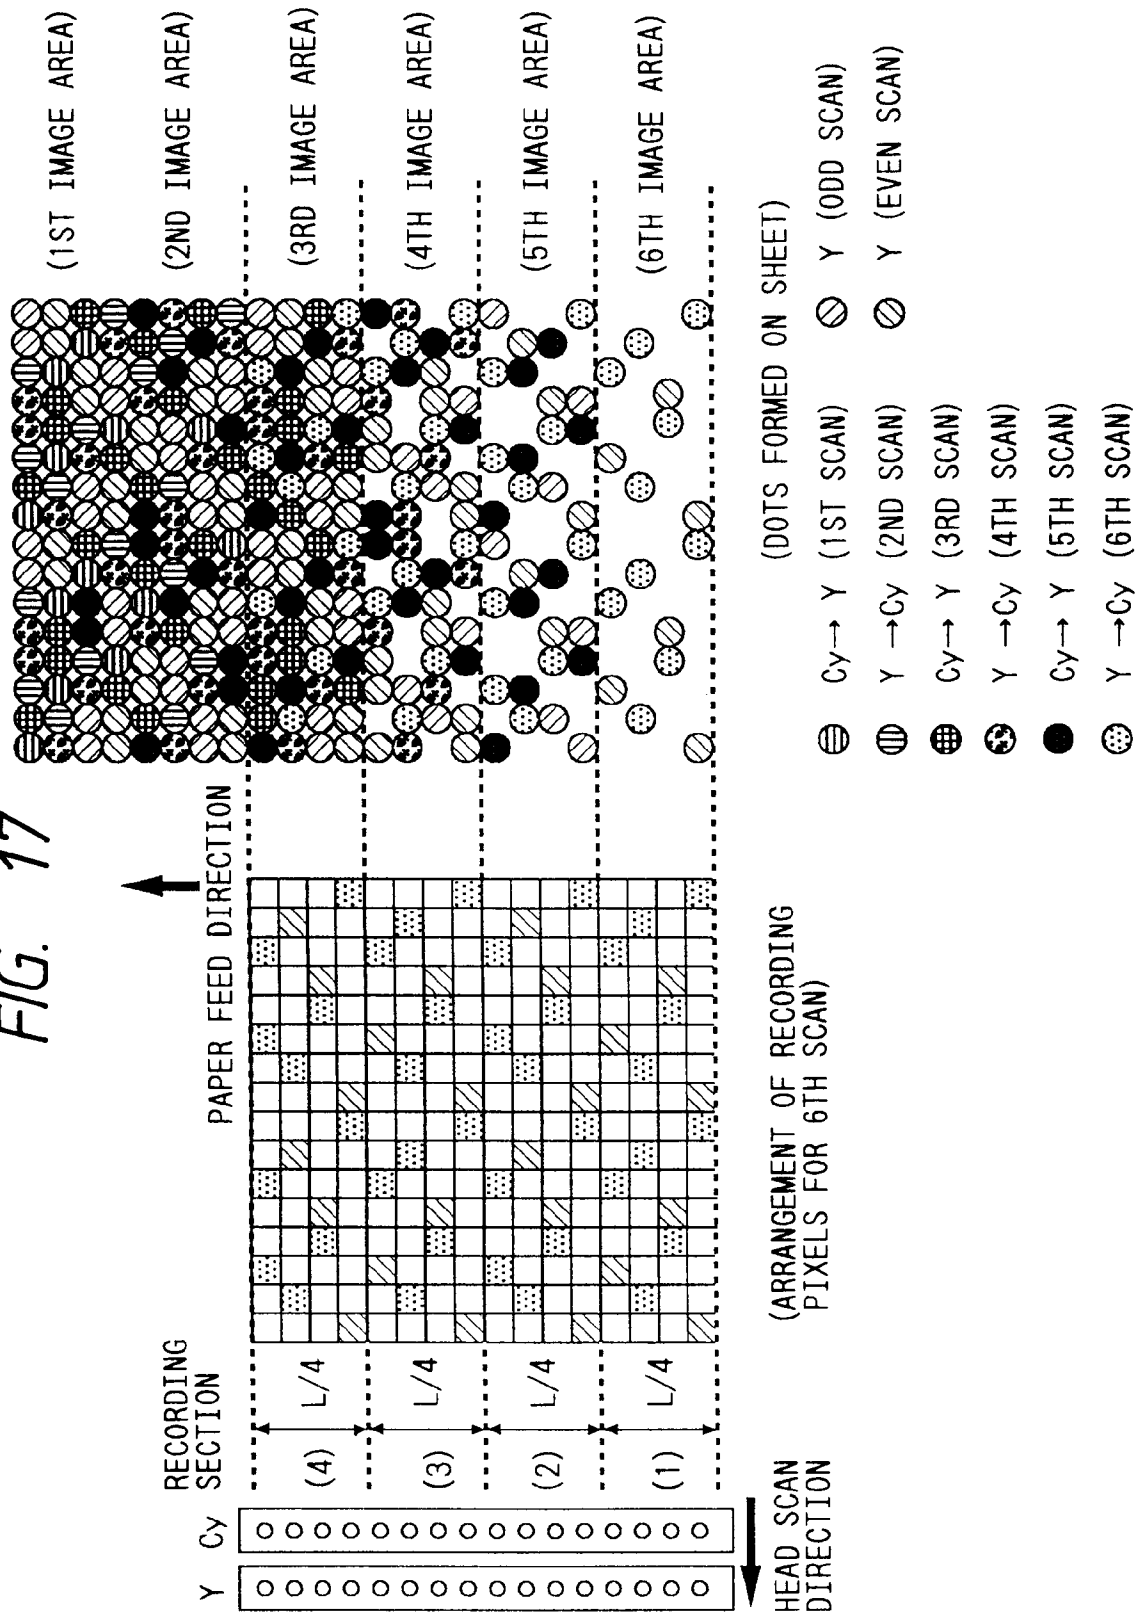 FIG. 17
RECORDING
SECTION
Y
Cy
(4)
(3)
(2)
(1)
L/4
L/4
L/4
L/4
HEAD SCAN
DIRECTION
PAPER FEED DIRECTION
(ARRANGEMENT OF RECORDING
PIXELS FOR 6TH SCAN)
(1ST IMAGE AREA)
(2ND IMAGE AREA)
(3RD IMAGE AREA)
(4TH IMAGE AREA)
(5TH IMAGE AREA)
(6TH IMAGE AREA)
(DOTS FORMED ON SHEET)
Cy→ Y (1ST SCAN)
Y →Cy (2ND SCAN)
Cy→ Y (3RD SCAN)
Y →Cy (4TH SCAN)
Cy→ Y (5TH SCAN)
Y →Cy (6TH SCAN)
Y (ODD SCAN)
Y (EVEN SCAN)